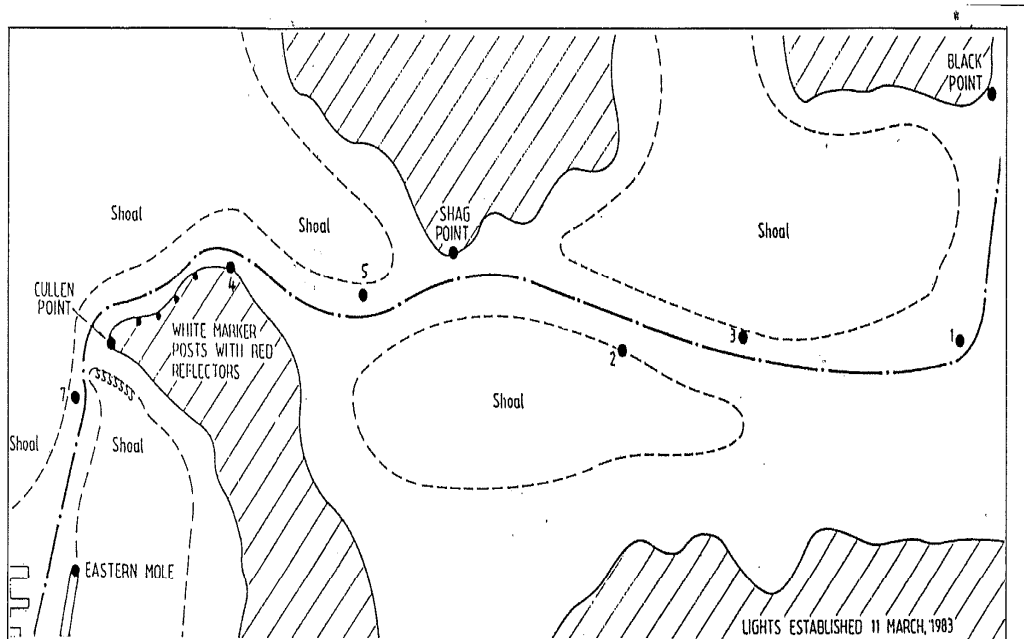 BLACK
POINT
Shoal
Shoal
SHAG
POINT
Shoal
5
4
CULLEN
POINT
WHITE MARKER
POSTS WITH RED
REFLECTORS
3
1
2
7
Shoal
Shoal
Shoal
EASTERN MOLE
LIGHTS ESTABLISHED 11 MARCH, 1983